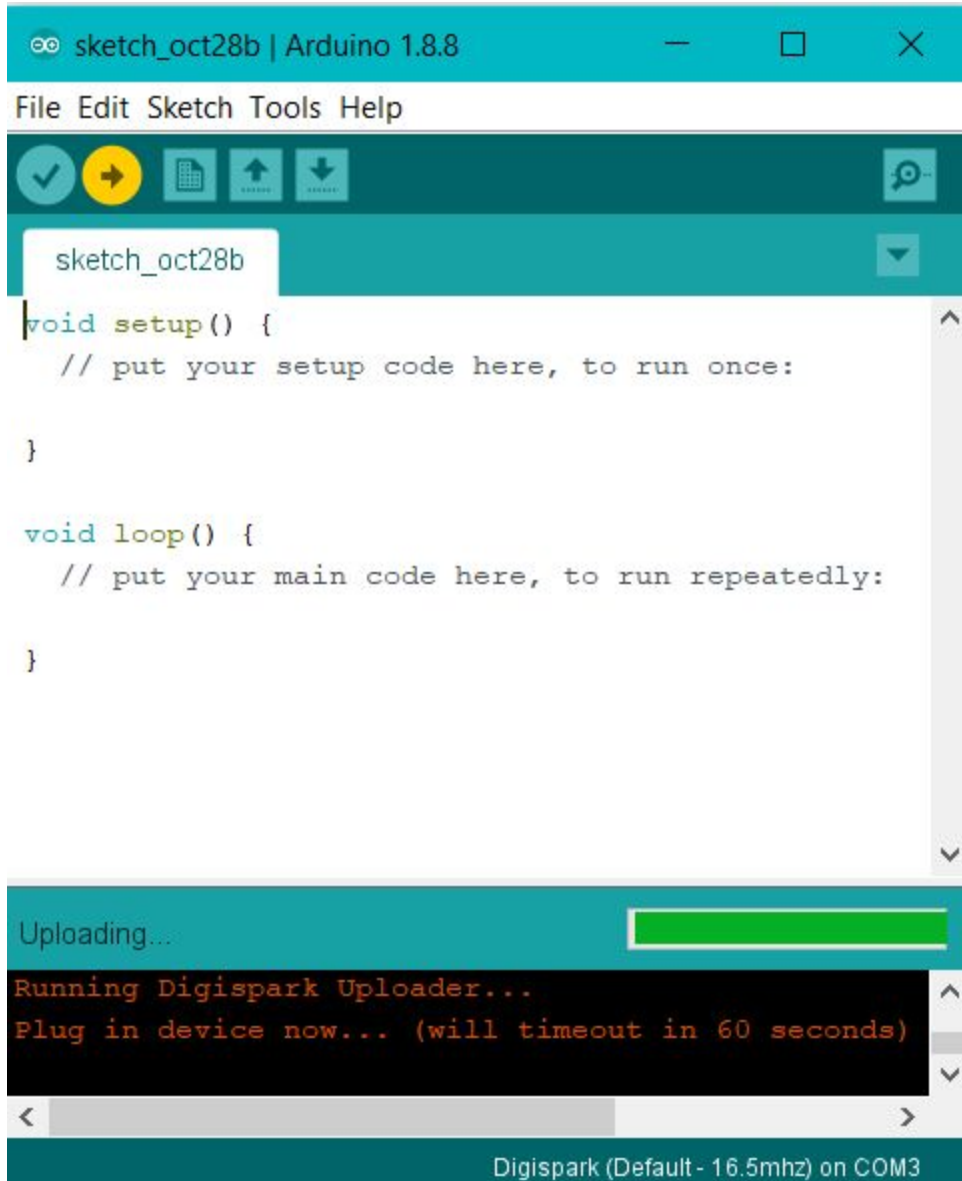 sketch_oct28b | Arduino 1.8.8
File Edit Sketch Tools Help
sketch_oct28b
void setup() {
  // put your setup code here, to run once:
}
void loop() {
  // put your main code here, to run repeatedly:
}
Uploading...
Running Digispark Uploader...
Plug in device now... (will timeout in 60 seconds)
Digispark (Default - 16.5mhz) on COM3